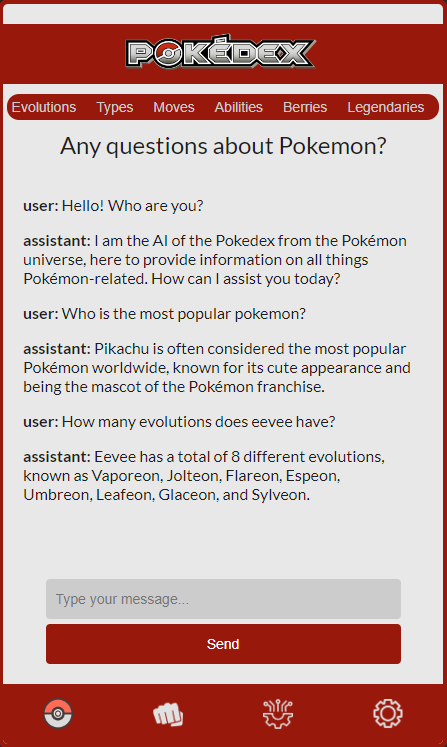 POKÉDEX
Evolutions Types Moves Abilities Berries Legendaries
Any questions about Pokemon?
user: Hello! Who are you?
assistant: I am the AI of the Pokedex from the Pokémon
universe, here to provide information on all things
Pokémon-related. How can I assist you today?
user: Who is the most popular pokemon?
assistant: Pikachu is often considered the most popular
Pokémon worldwide, known for its cute appearance and
being the mascot of the Pokémon franchise.
user: How many evolutions does eevee have?
assistant: Eevee has a total of 8 different evolutions,
known as Vaporeon, Jolteon, Flareon, Espeon,
Umbreon, Leafeon, Glaceon, and Sylveon.
Type your message...
Send